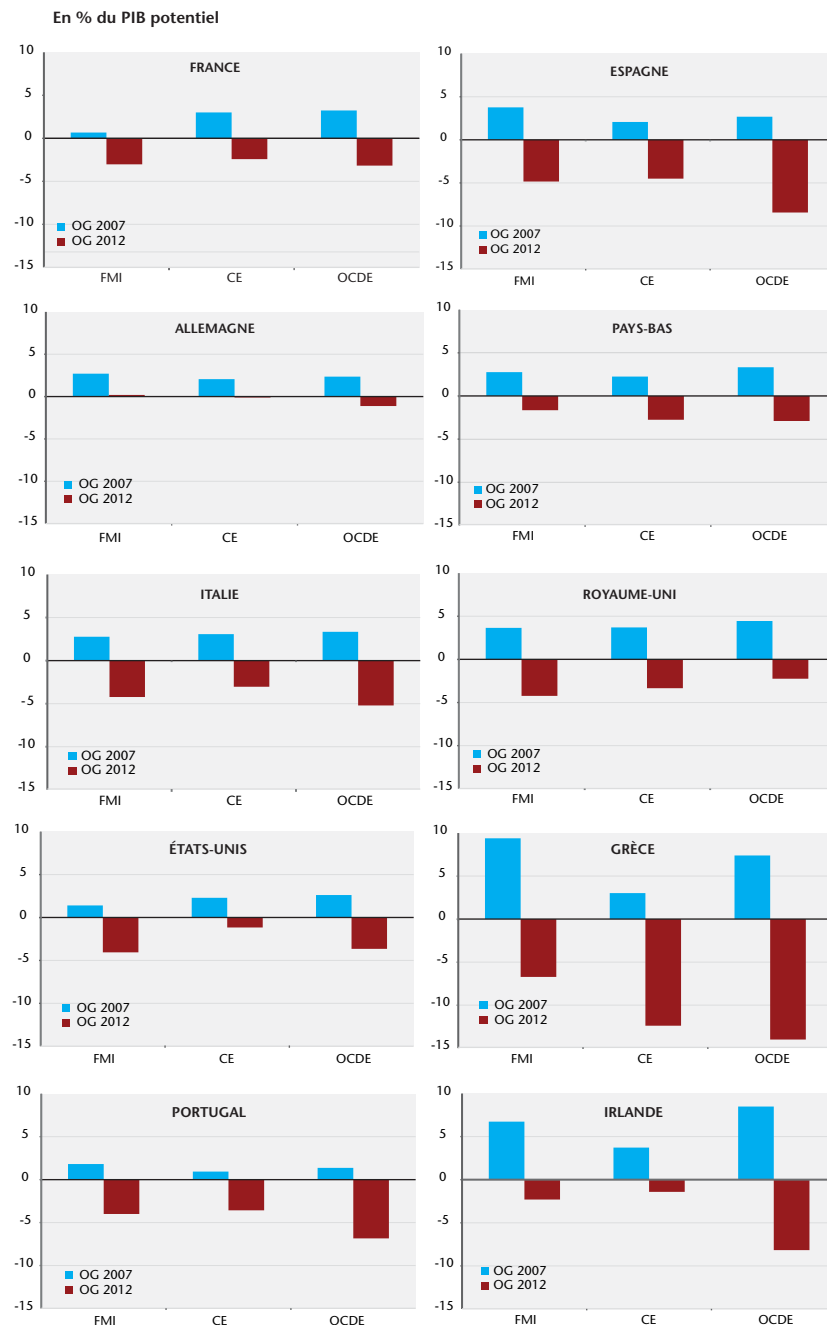 En % du PIB potentiel
FRANCE
10
5
0
-5
-10
-15
OG 2007
OG 2012
FMI CE OCDE
ESPAGNE
10
5
0
-5
-10
-15
OG 2007
OG 2012
FMI CE OCDE
ALLEMAGNE
10
5
0
-5
-10
-15
OG 2007
OG 2012
FMI CE OCDE
PAYS-BAS
10
5
0
-5
-10
-15
OG 2007
OG 2012
FMI CE OCDE
ITALIE
10
5
0
-5
-10
-15
OG 2007
OG 2012
FMI CE OCDE
ROYAUME-UNI
10
5
0
-5
-10
-15
OG 2007
OG 2012
FMI CE OCDE
ÉTATS-UNIS
10
5
0
-5
-10
-15
OG 2007
OG 2012
FMI CE OCDE
GRÈCE
10
5
0
-5
-10
-15
OG 2007
OG 2012
FMI CE OCDE
PORTUGAL
10
5
0
-5
-10
-15
OG 2007
OG 2012
FMI CE OCDE
IRLANDE
10
5
0
-5
-10
-15
OG 2007
OG 2012
FMI CE OCDE